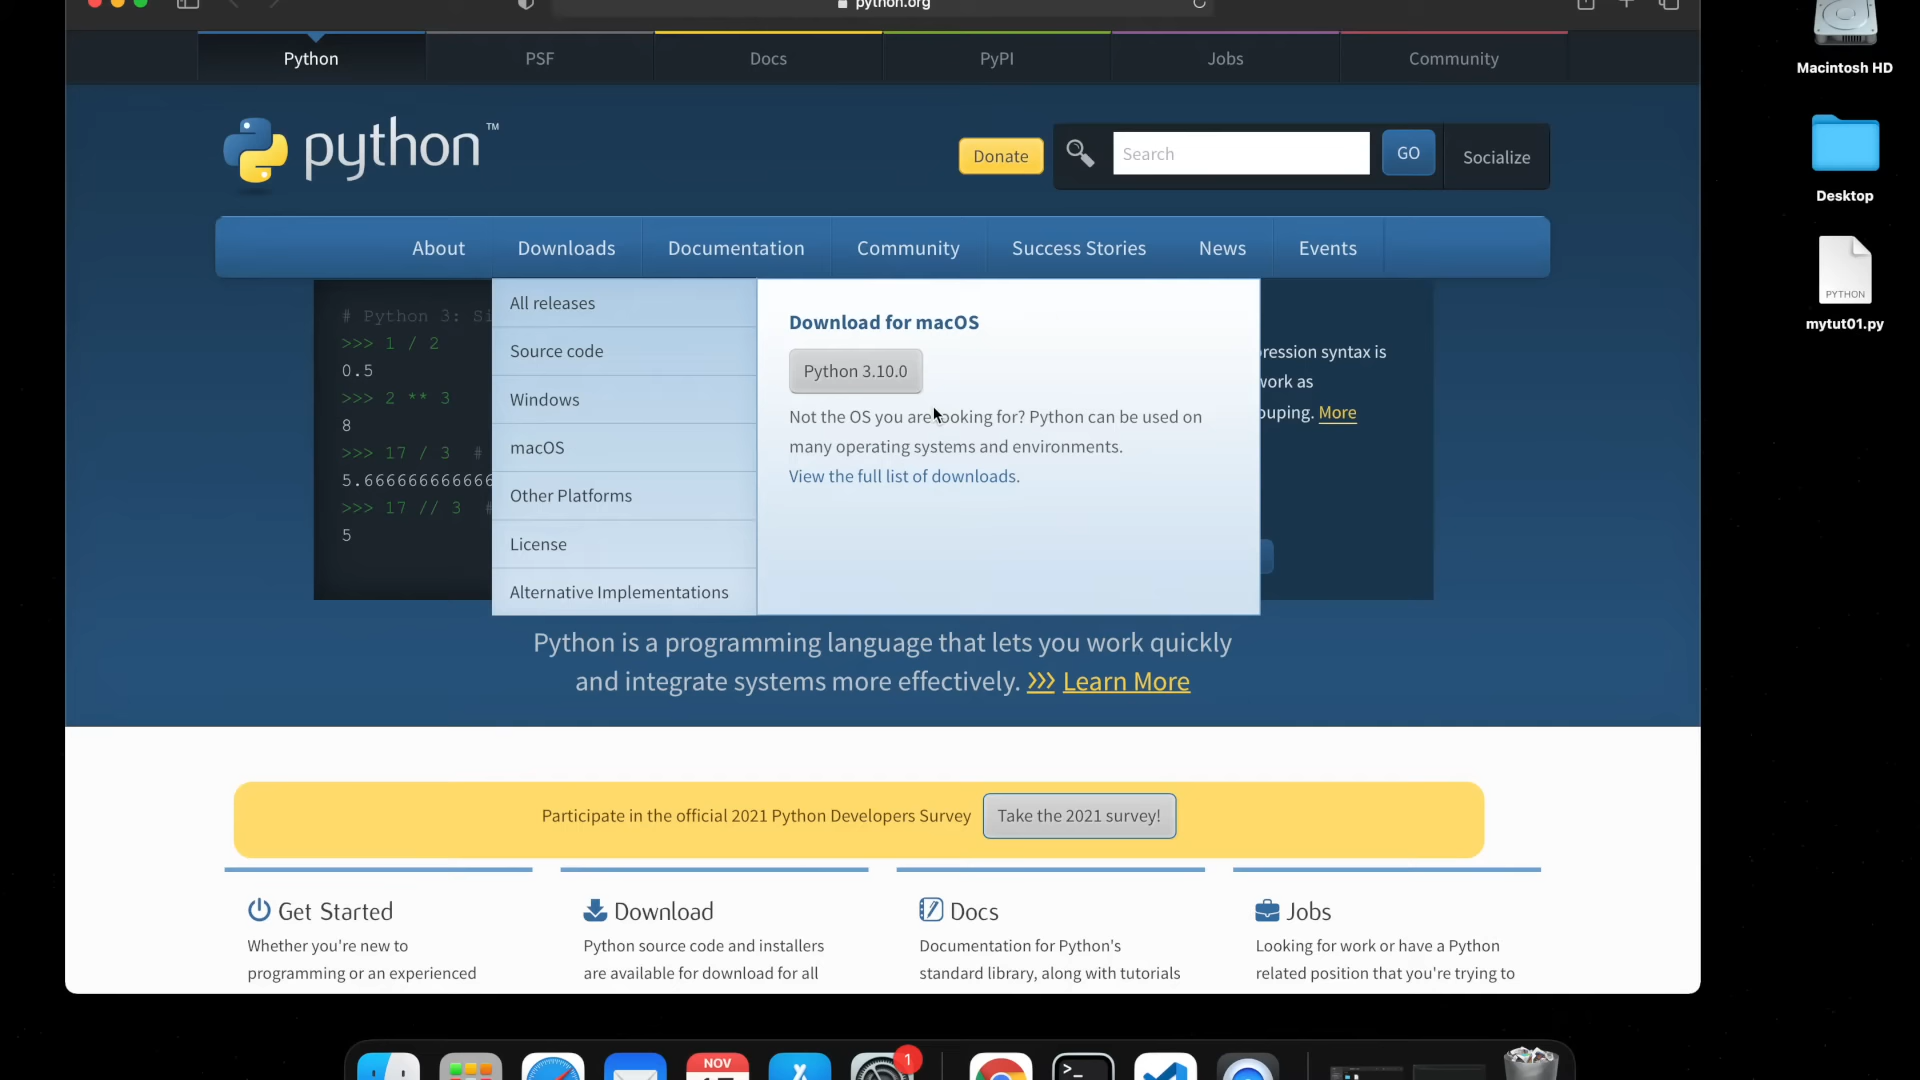 python.org
Python
PSF
Docs
PyPI
Jobs
Community
Macintosh HD
python™
Donate
Search
GO
Socialize
Desktop
About
Downloads
Documentation
Community
Success Stories
News
Events
PYTHON
mytut01.py
# Python 3: Si
>>> 1 / 2
0.5
>>> 2 ** 3
8
>>> 17 / 3 #
5.6666666666666
>>> 17 // 3 #
5
All releases
Source code
Windows
macOS
Other Platforms
License
Alternative Implementations
Download for macOS
Python 3.10.0
Not the OS you are looking for? Python can be used on
many operating systems and environments.
View the full list of downloads.
ression syntax is
work as
ouping. More
Python is a programming language that lets you work quickly
and integrate systems more effectively. >>> Learn More
Participate in the official 2021 Python Developers Survey
Take the 2021 survey!
Get Started
Whether you're new to
programming or an experienced
Download
Python source code and installers
are available for download for all
Docs
Documentation for Python's
standard library, along with tutorials
Jobs
Looking for work or have a Python
related position that you're trying to
NOV
1
>_